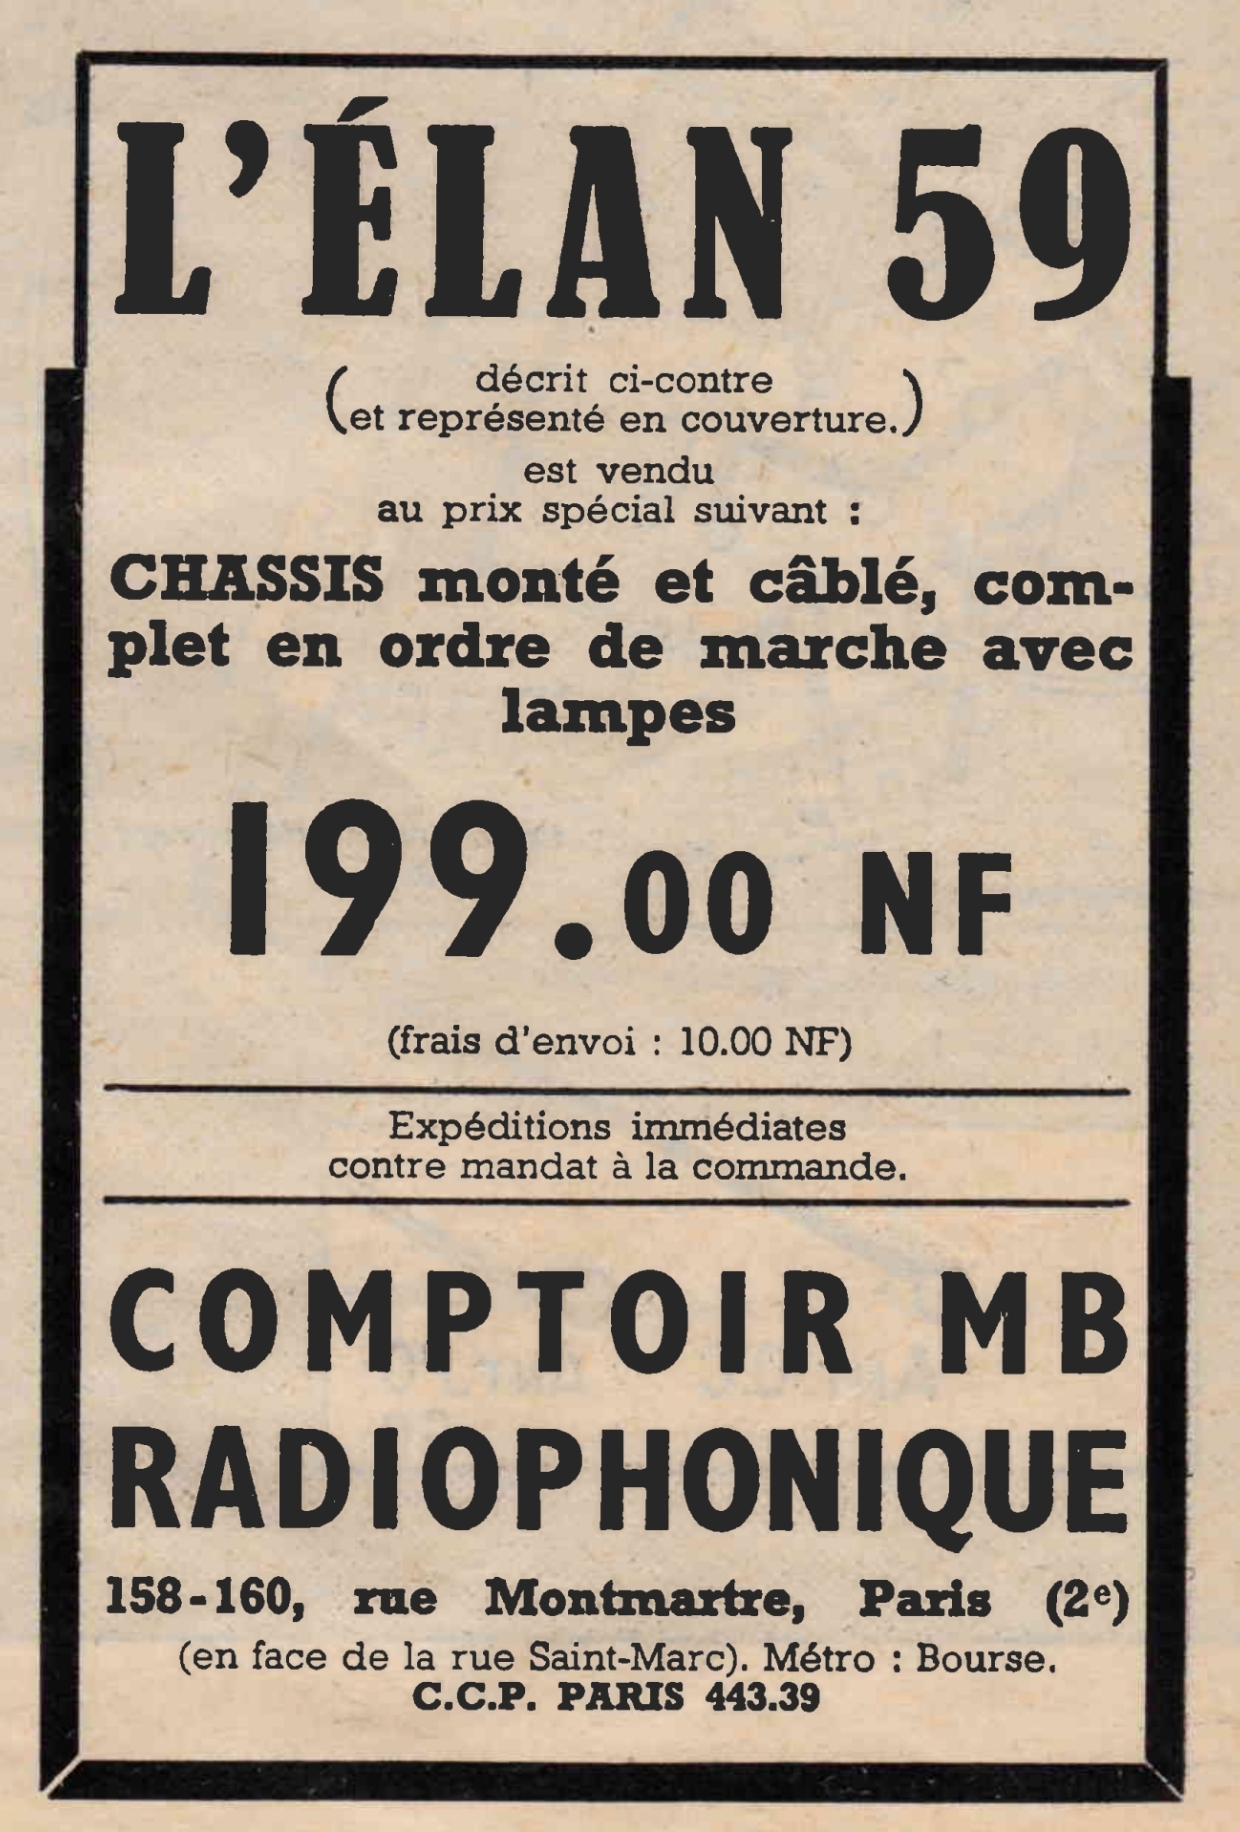 L'ÉLAN 59
(décrit ci-contre
et représenté en couverture.)
est vendu
au prix spécial suivant :
CHASSIS monté et câblé, com-
plet en ordre de marche avec
lampes
199.00 NF
(frais d'envoi : 10.00 NF)
Expéditions immédiates
contre mandat à la commande.
COMPTOIR MB
RADIOPHONIQUE
158-160, rue Montmartre, Paris (2e)
(en face de la rue Saint-Marc). Métro : Bourse.
C.C.P. PARIS 443.39